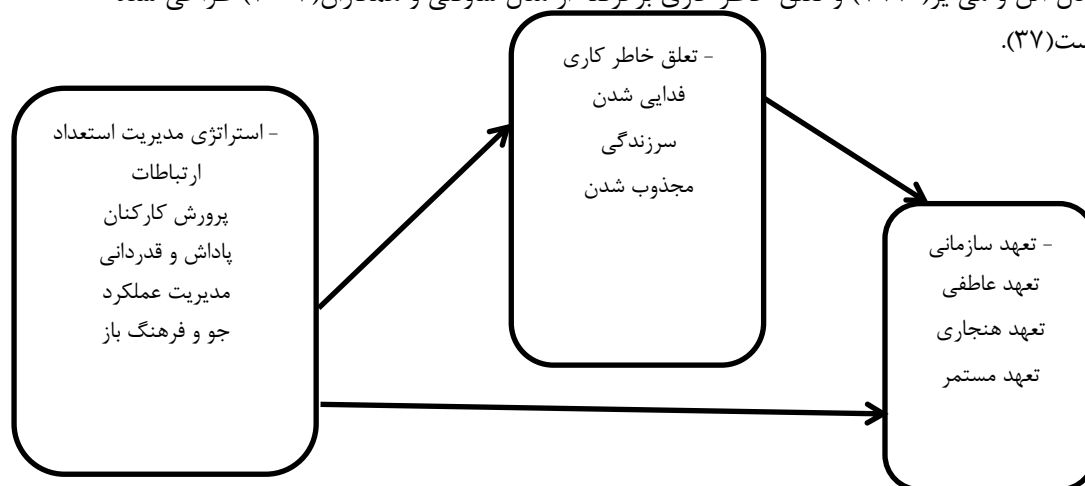 ست(۳۷).
- تعلق خاطر کاری
فدایی شدن
سرزندگی
مجذوب شدن
- استراتژی مدیریت استعداد
ارتباطات
پرورش کارکنان
پاداش و قدردانی
مدیریت عملکرد
جو و فرهنگ باز
- تعهد سازمانی
تعهد عاطفی
تعهد هنجاری
تعهد مستمر